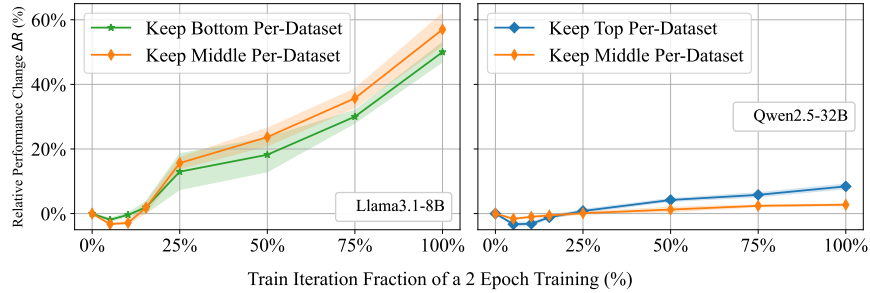 Relative Performance Change ΔR (%)
60%
40%
20%
0%
Keep Bottom Per-Dataset
Keep Middle Per-Dataset
Llama3.1-8B
0%
25%
50%
75%
100%
Keep Top Per-Dataset
Keep Middle Per-Dataset
Qwen2.5-32B
0%
25%
50%
75%
100%
Train Iteration Fraction of a 2 Epoch Training (%)